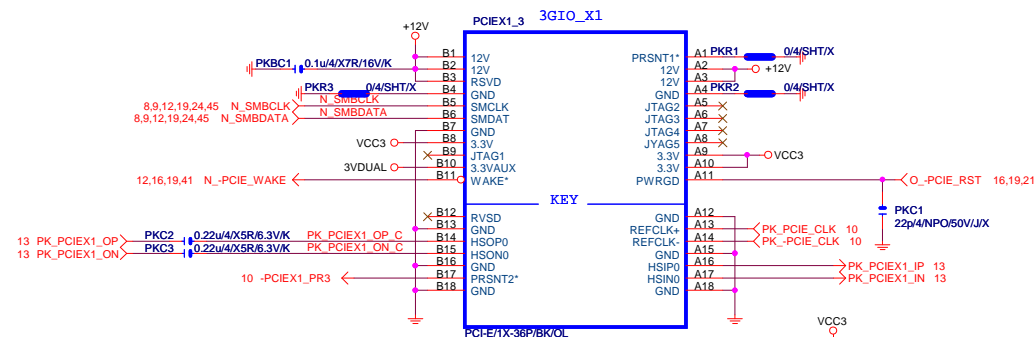 3GIO_X1
PCIEX1_3
+12V
PKBC1 0.1u/4/X7R/16V/K
PKR3 0/4/SHT/X
8,9,12,19,24,45 N_SMBCLK N_SMBCLK
8,9,12,19,24,45 N_SMBDATA N_SMBDATA
VCC3
3VDUAL
12,16,19,41 N_-PCIE_WAKE
13 PK_PCIEX1_OP PKC2 0.22u/4/X5R/6.3V/K PK_PCIEX1_OP_C
13 PK_PCIEX1_ON PKC3 0.22u/4/X5R/6.3V/K PK_PCIEX1_ON_C
10 -PCIEX1_PR3
B1 12V
B2 12V
B3 RSVD
B4 GND
B5 SMCLK
B6 SMDAT
B7 GND
B8 3.3V
B9 JTAG1
B10 3.3VAUX
B11 WAKE*
KEY
B12 RVSD
B13 GND
B14 HSOP0
B15 HSON0
B16 GND
B17 PRSNT2*
B18 GND
PRSNT1* A1
12V A2
12V A3
GND A4
JTAG2 A5
JTAG3 A6
JTAG4 A7
JYAG5 A8
3.3V A9
3.3V A10
PWRGD A11
GND A12
REFCLK+ A13
REFCLK- A14
GND A15
HSIP0 A16
HSIN0 A17
GND A18
PKR1 0/4/SHT/X
+12V
PKR2 0/4/SHT/X
VCC3
O_-PCIE_RST 16,19,21
PKC1
22p/4/NPO/50V/J/X
PK_PCIE_CLK 10
PK_-PCIE_CLK 10
PK_PCIEX1_IP 13
PK_PCIEX1_IN 13
PCI-E/1X-36P/BK/OL
VCC3